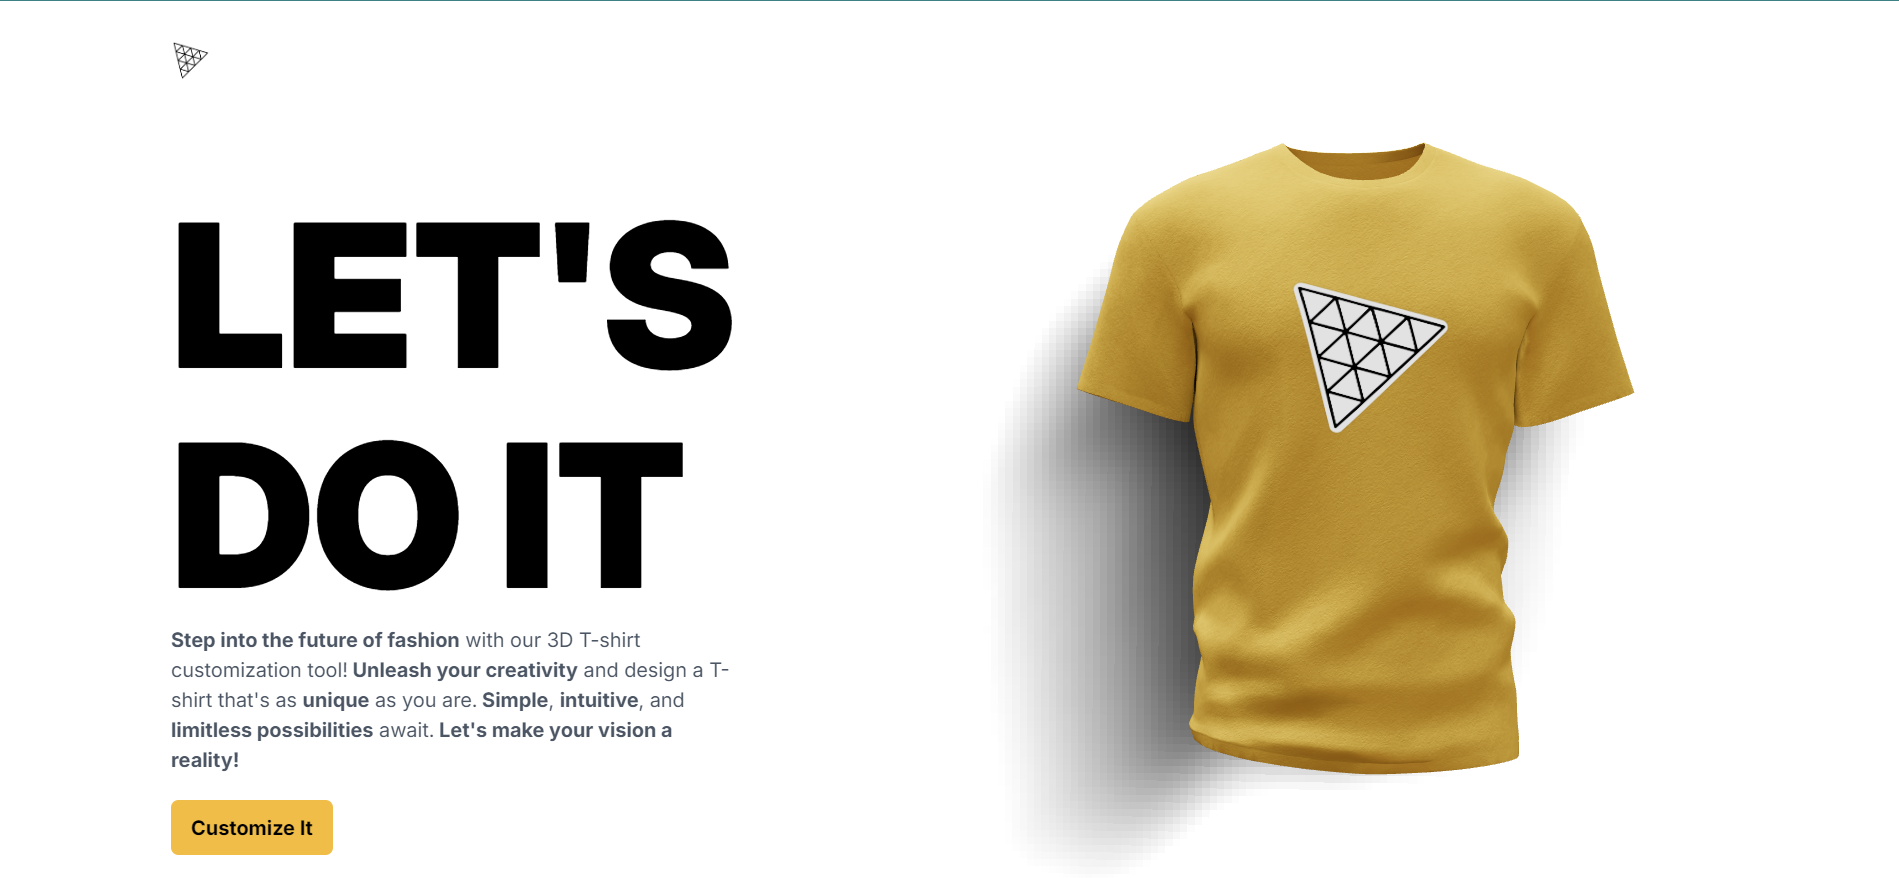 LET'S
DO IT
Step into the future of fashion with our 3D T-shirt
customization tool! Unleash your creativity and design a T-
shirt that's as unique as you are. Simple, intuitive, and
limitless possibilities await. Let's make your vision a
reality!
Customize It